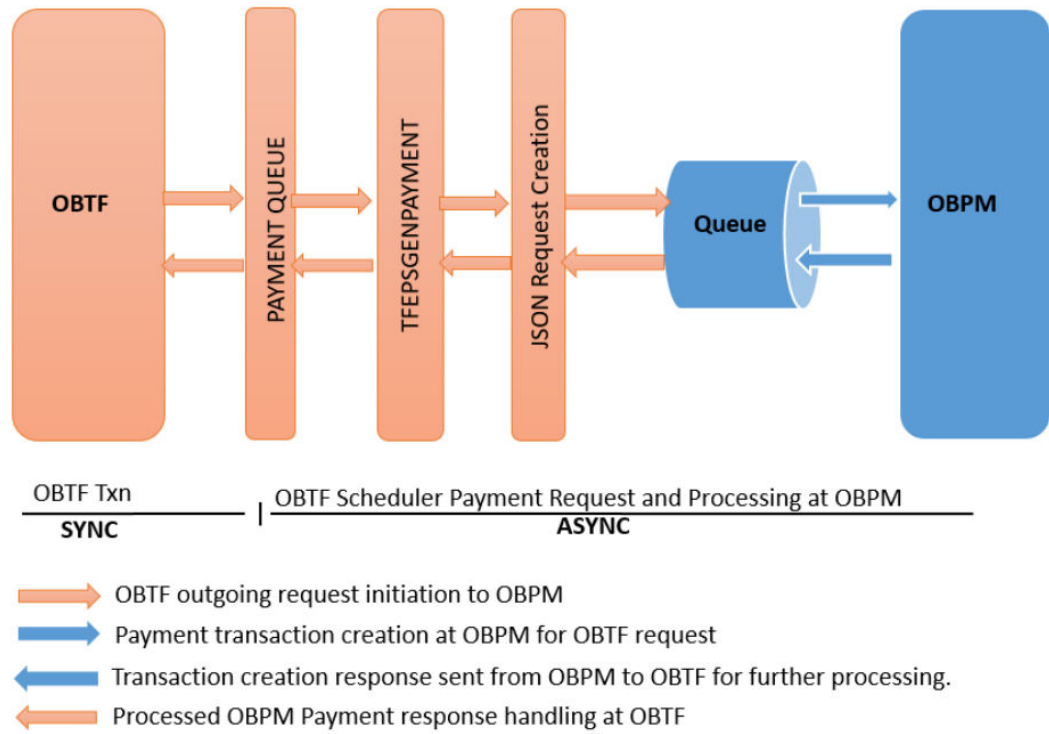 OBTF
PAYMENT QUEUE
TFEPSGENPAYMENT
JSON Request Creation
Queue
OBPM
OBTF Txn
SYNC
|
OBTF Scheduler Payment Request and Processing at OBPM
ASYNC
OBTF outgoing request initiation to OBPM
Payment transaction creation at OBPM for OBTF request
Transaction creation response sent from OBPM to OBTF for further processing.
Processed OBPM Payment response handling at OBTF